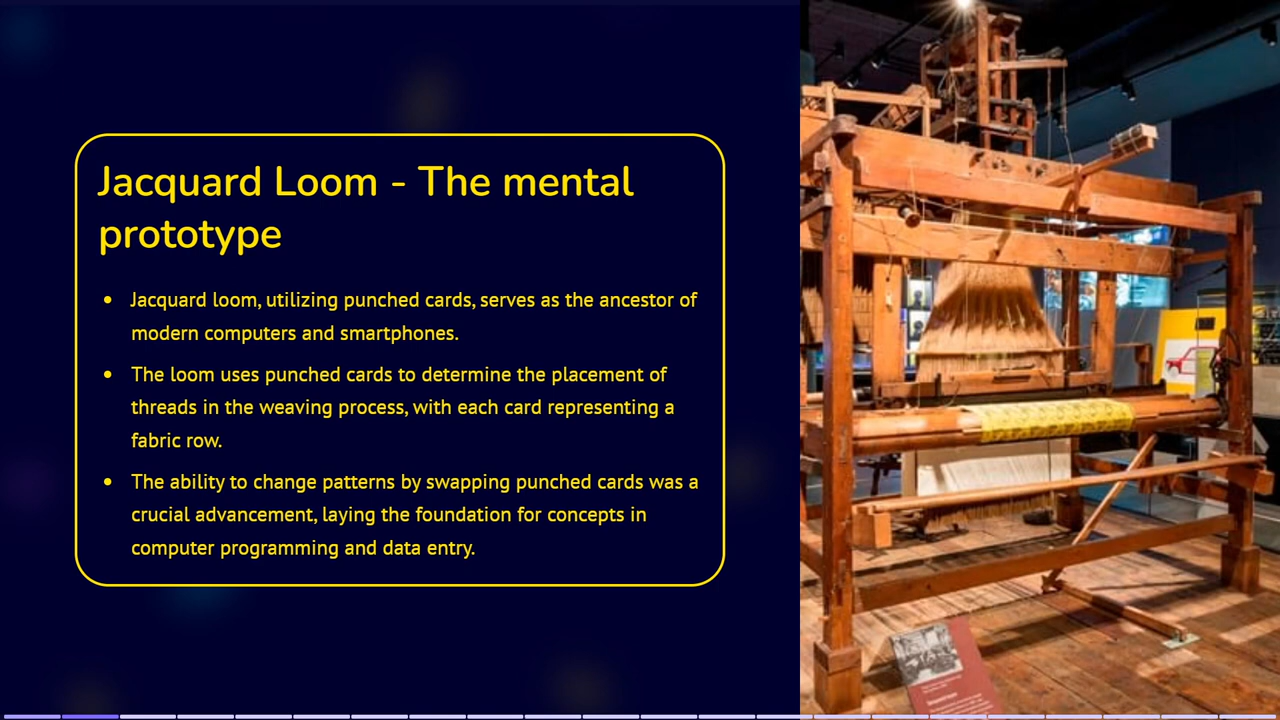 Jacquard Loom - The mental
prototype
Jacquard loom, utilizing punched cards, serves as the ancestor of
modern computers and smartphones.
The loom uses punched cards to determine the placement of
threads in the weaving process, with each card representing a
fabric row.
The ability to change patterns by swapping punched cards was a
crucial advancement, laying the foundation for concepts in
computer programming and data entry.